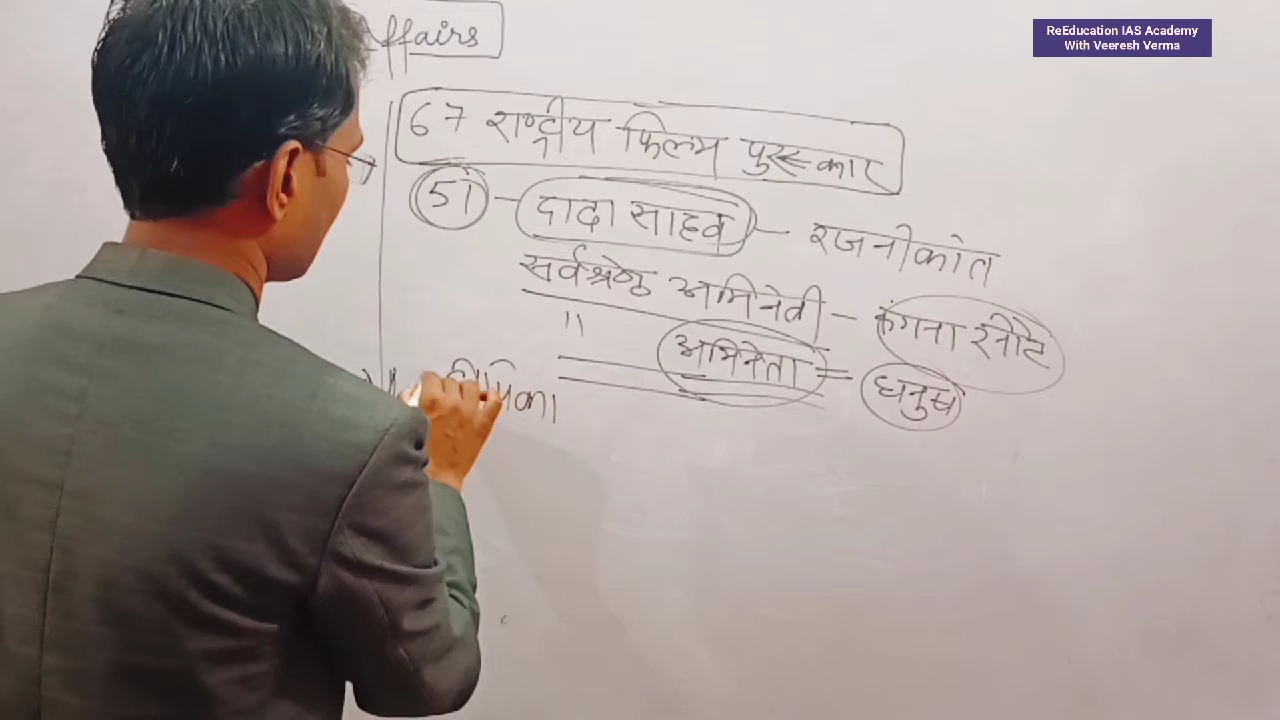 ReEducation IAS Academy
With Veeresh Verma
ffairs
67 राष्ट्रीय फिल्म पुरस्कार
51 - दादा साहब - रजनीकांत
सर्वश्रेष्ठ अभिनेत्री - कंगना रनौट
" अभिनेता = धनुष